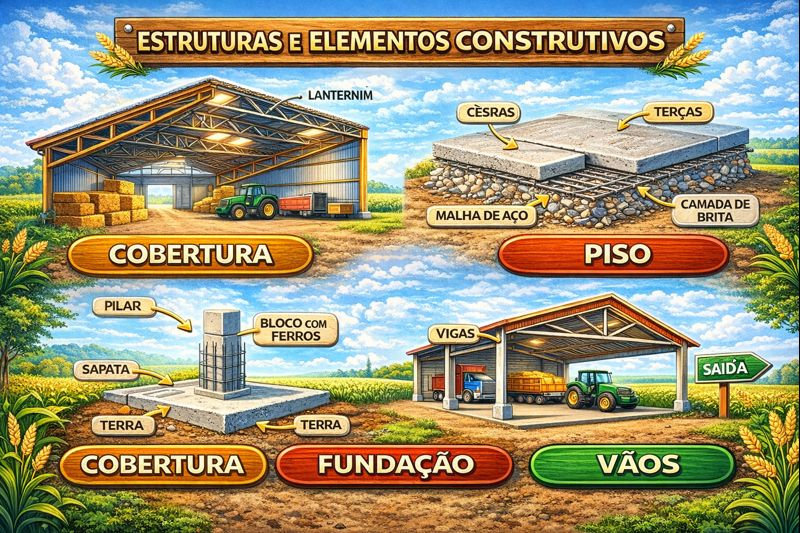 ESTRUTURAS E ELEMENTOS CONSTRUTIVOS
LANTERNIM
CÈSRAS
TERÇAS
MALHA DE AÇO
CAMADA DE
BRITA
COBERTURA
PISO
PILAR
BLOCO COM
FERROS
SAPATA
TERRA
TERRA
VIGAS
SAIDA
COBERTURA
FUNDAÇÃO
VÃOS